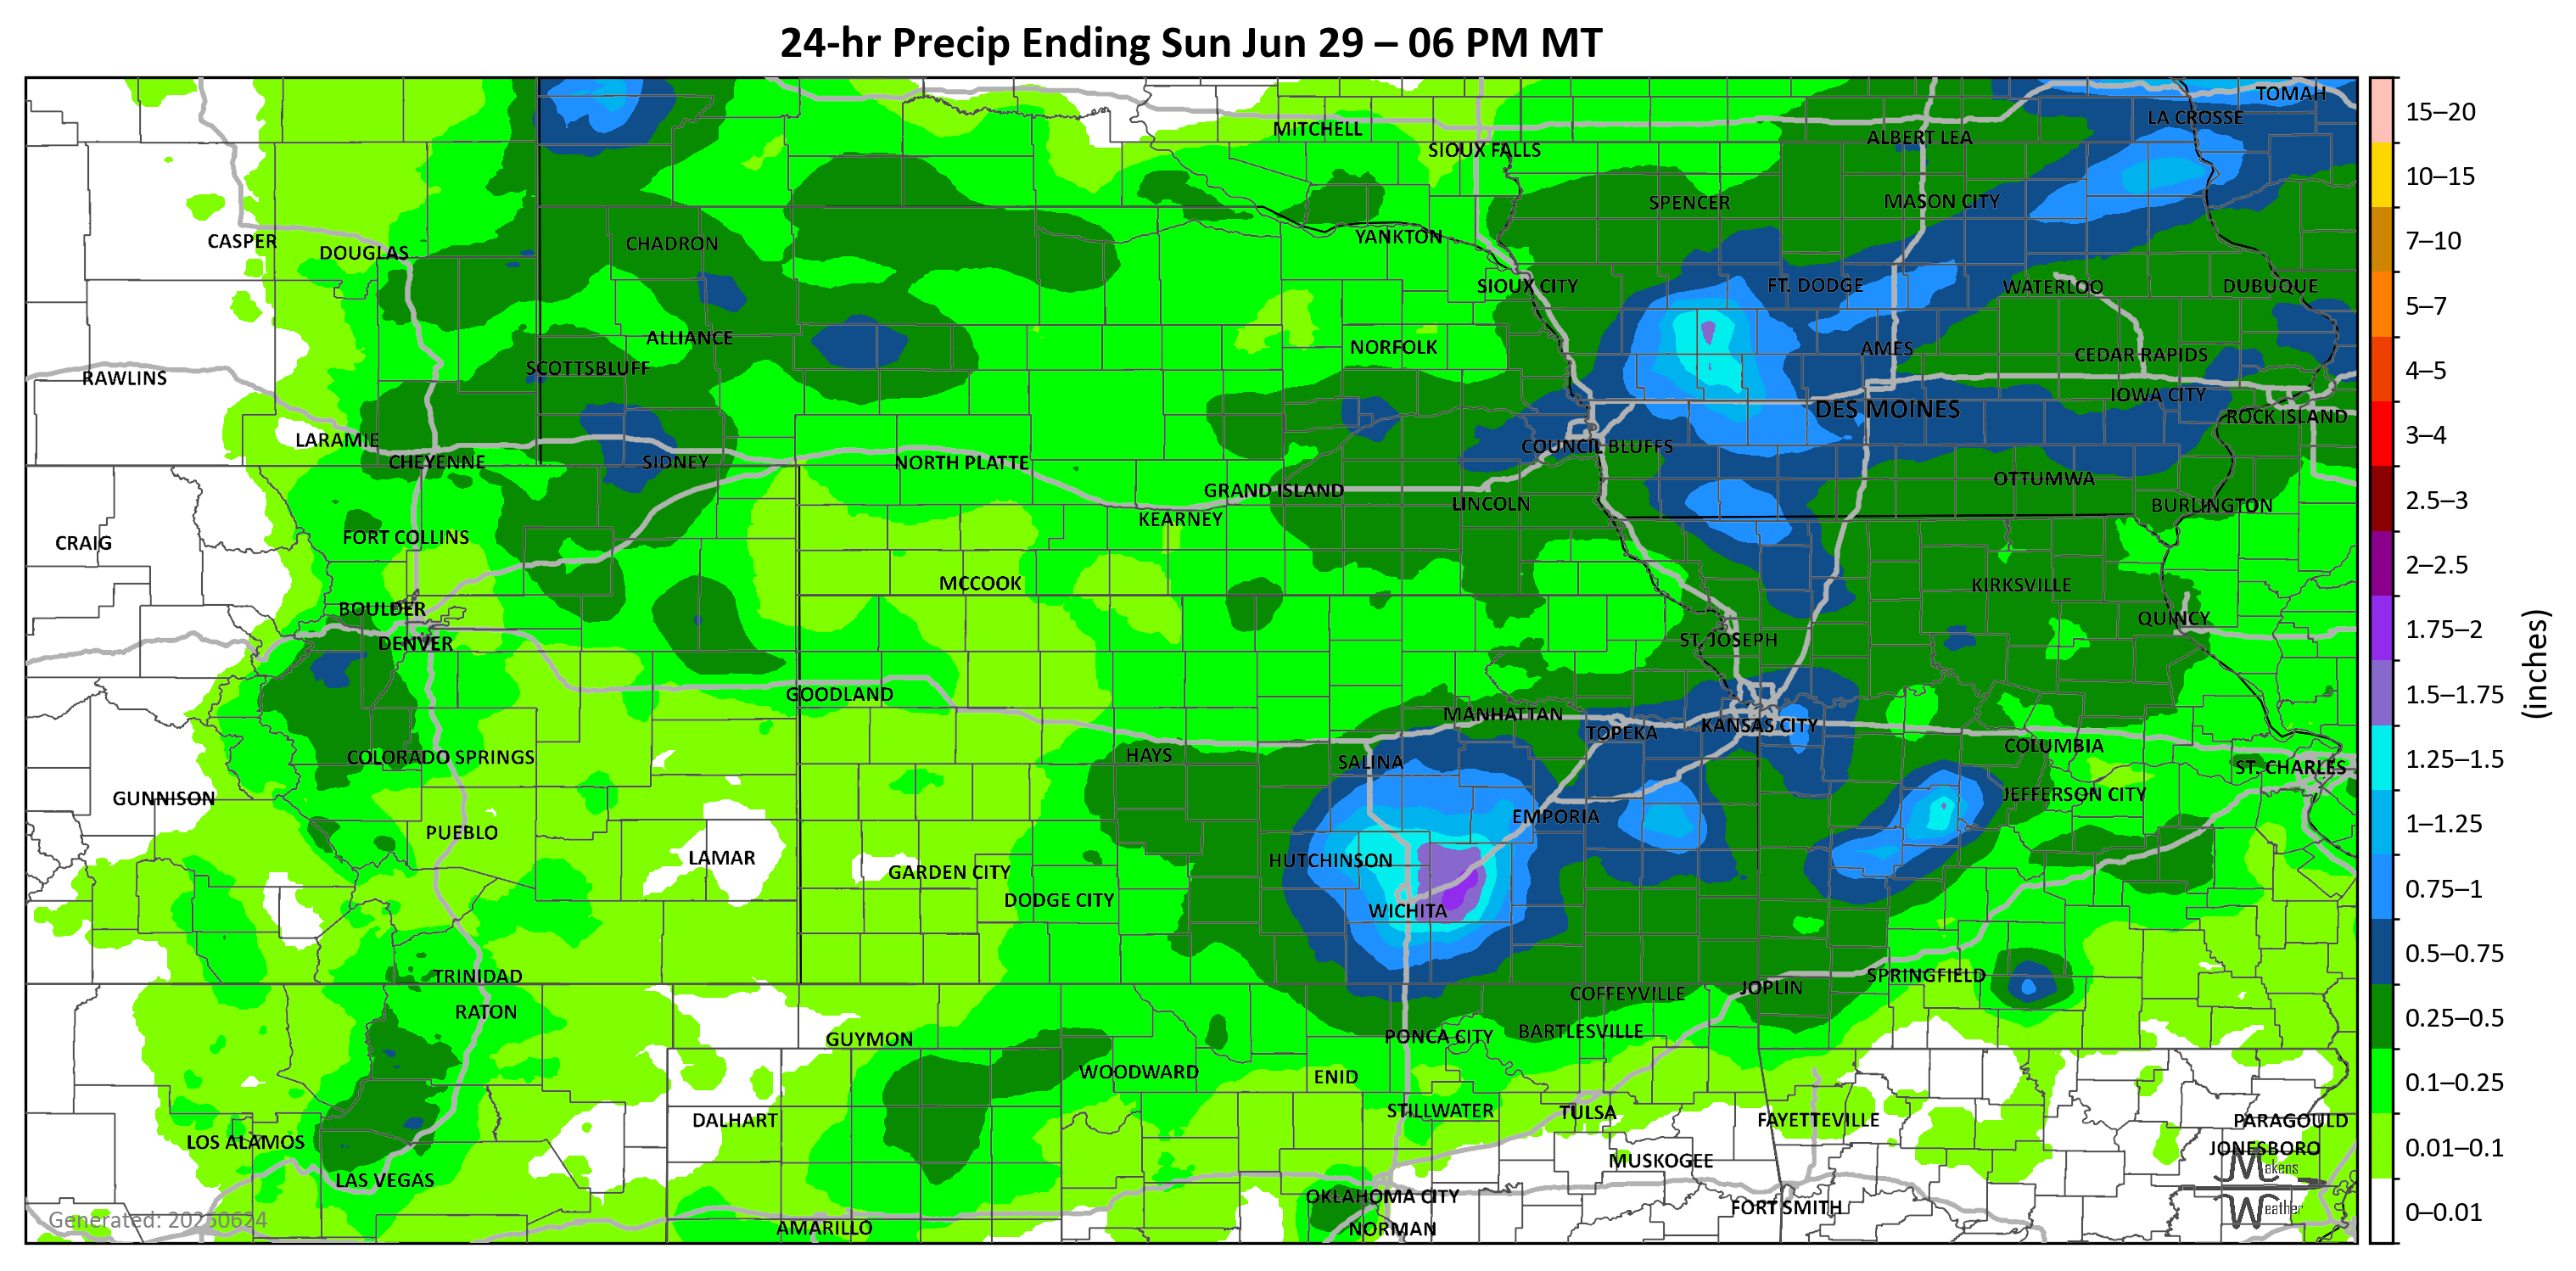 24-hr Precip Ending Sun Jun 29 – 06 PM MT
TOMAH
LA CROSSE
MITCHELL
ALBERT LEA
SIOUX FALLS
SPENCER
MASON CITY
CASPER
DOUGLAS
CHADRON
YANKTON
SIOUX CITY
FT. DODGE
WATERLOO
DUBUQUE
ALLIANCE
NORFOLK
AMES
CEDAR RAPIDS
SCOTTSBLUFF
RAWLINS
IOWA CITY
DES MOINES
ROCK ISLAND
LARAMIE
COUNCIL BLUFFS
CHEYENNE
SIDNEY
NORTH PLATTE
OTTUMWA
GRAND ISLAND
LINCOLN
BURLINGTON
KEARNEY
FORT COLLINS
CRAIG
MCCOOK
KIRKSVILLE
BOULDER
QUINCY
DENVER
ST. JOSEPH
GOODLAND
MANHATTAN
TOPEKA
KANSAS CITY
COLUMBIA
COLORADO SPRINGS
HAYS
SALINA
ST. CHARLES
GUNNISON
JEFFERSON CITY
EMPORIA
PUEBLO
LAMAR
HUTCHINSON
GARDEN CITY
DODGE CITY
WICHITA
TRINIDAD
SPRINGFIELD
JOPLIN
COFFEYVILLE
RATON
BARTLESVILLE
PONCA CITY
GUYMON
WOODWARD
ENID
STILLWATER
TULSA
DALHART
FAYETTEVILLE
PARAGOULD
LOS ALAMOS
JONESBORO
MUSKOGEE
Makens
LAS VEGAS
OKLAHOMA CITY
FORT SMITH
Weather
Generated: 20250624
AMARILLO
NORMAN
15–20
10–15
7–10
5–7
4–5
3–4
2.5–3
2–2.5
1.75–2
1.5–1.75
1.25–1.5
1–1.25
0.75–1
0.5–0.75
0.25–0.5
0.1–0.25
0.01–0.1
0–0.01
(inches)